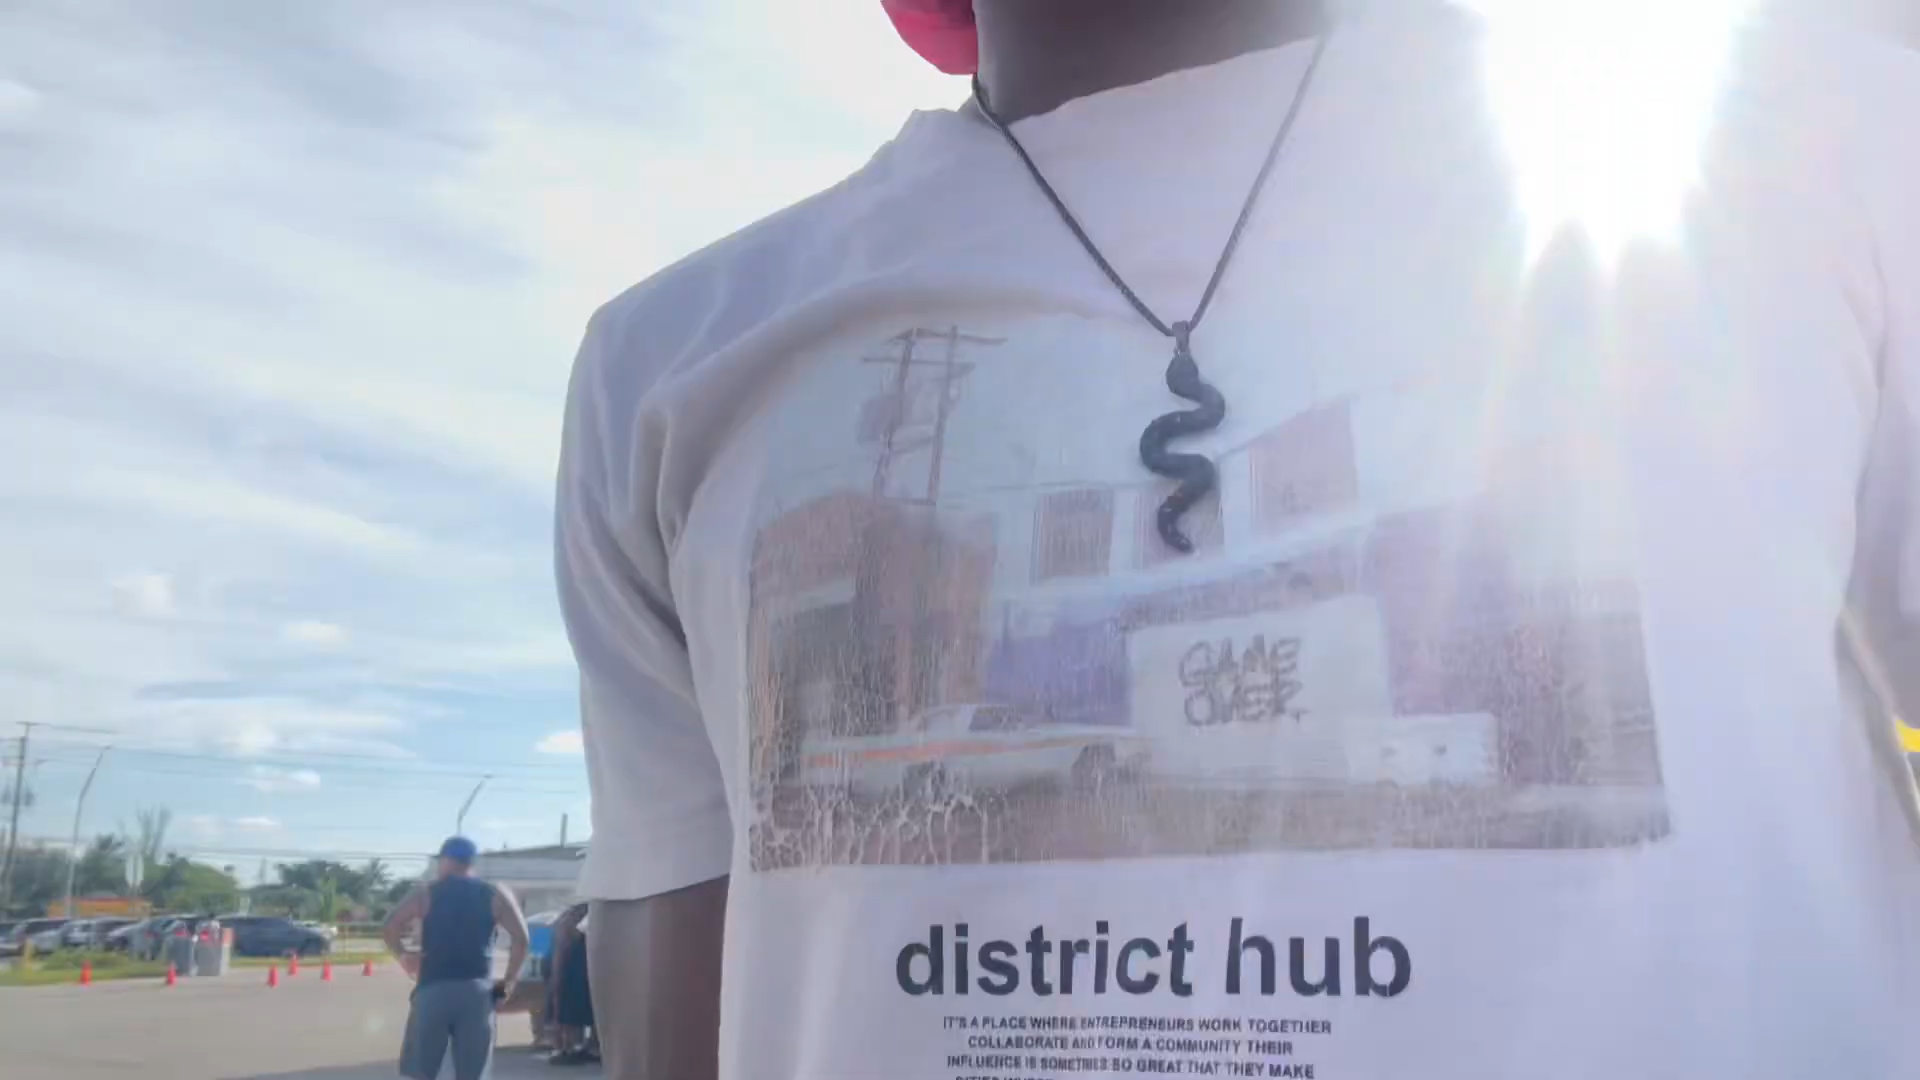 GAME
OVER
district hub
IT'S A PLACE WHERE ENTREPRENEURS WORK TOGETHER
COLLABORATE AND FORM A COMMUNITY THEIR
INFLUENCE IS SOMETIMES SO GREAT THAT THEY MAKE